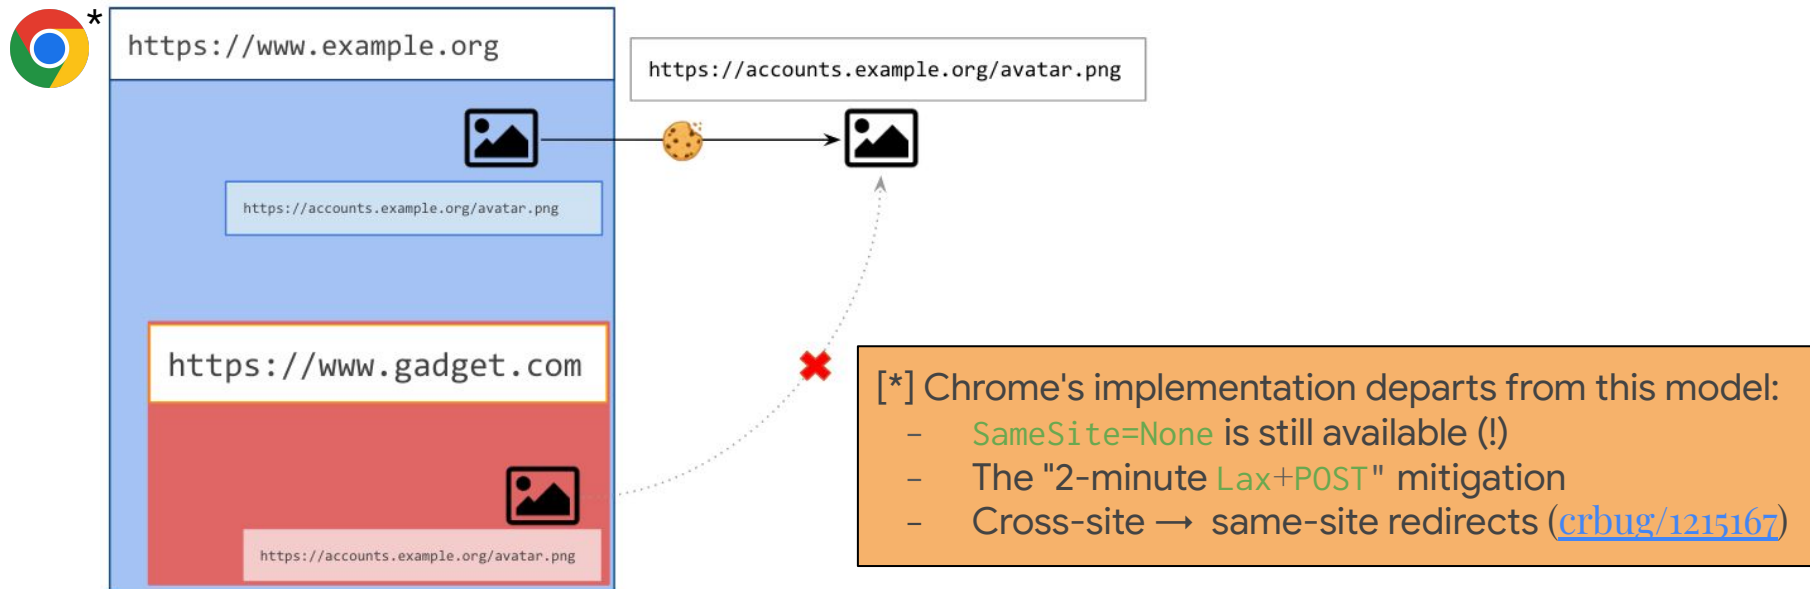 *
https://www.example.org
https://accounts.example.org/avatar.png
https://accounts.example.org/avatar.png
https://www.gadget.com
https://accounts.example.org/avatar.png
[*] Chrome's implementation departs from this model:
- SameSite=None is still available (!)
- The "2-minute Lax+POST" mitigation
- Cross-site → same-site redirects (crbug/1215167)